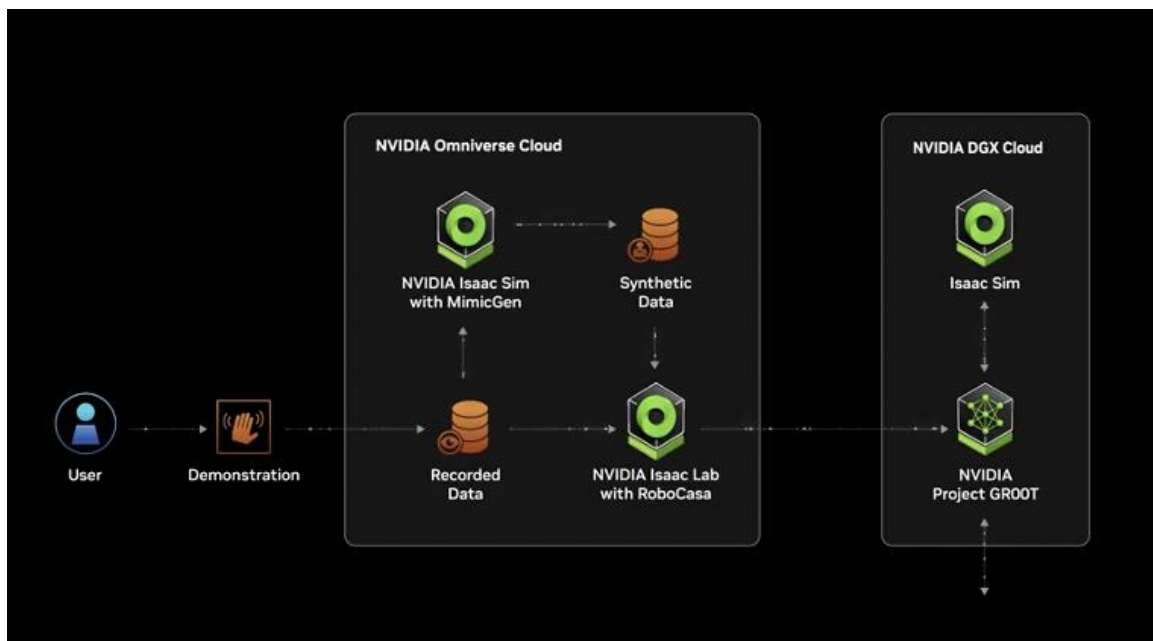 NVIDIA Omniverse Cloud
NVIDIA DGX Cloud
NVIDIA Isaac Sim
with MimicGen
Synthetic
Data
Isaac Sim
User
Demonstration
Recorded
Data
NVIDIA Isaac Lab
with RoboCasa
NVIDIA
Project GR00T